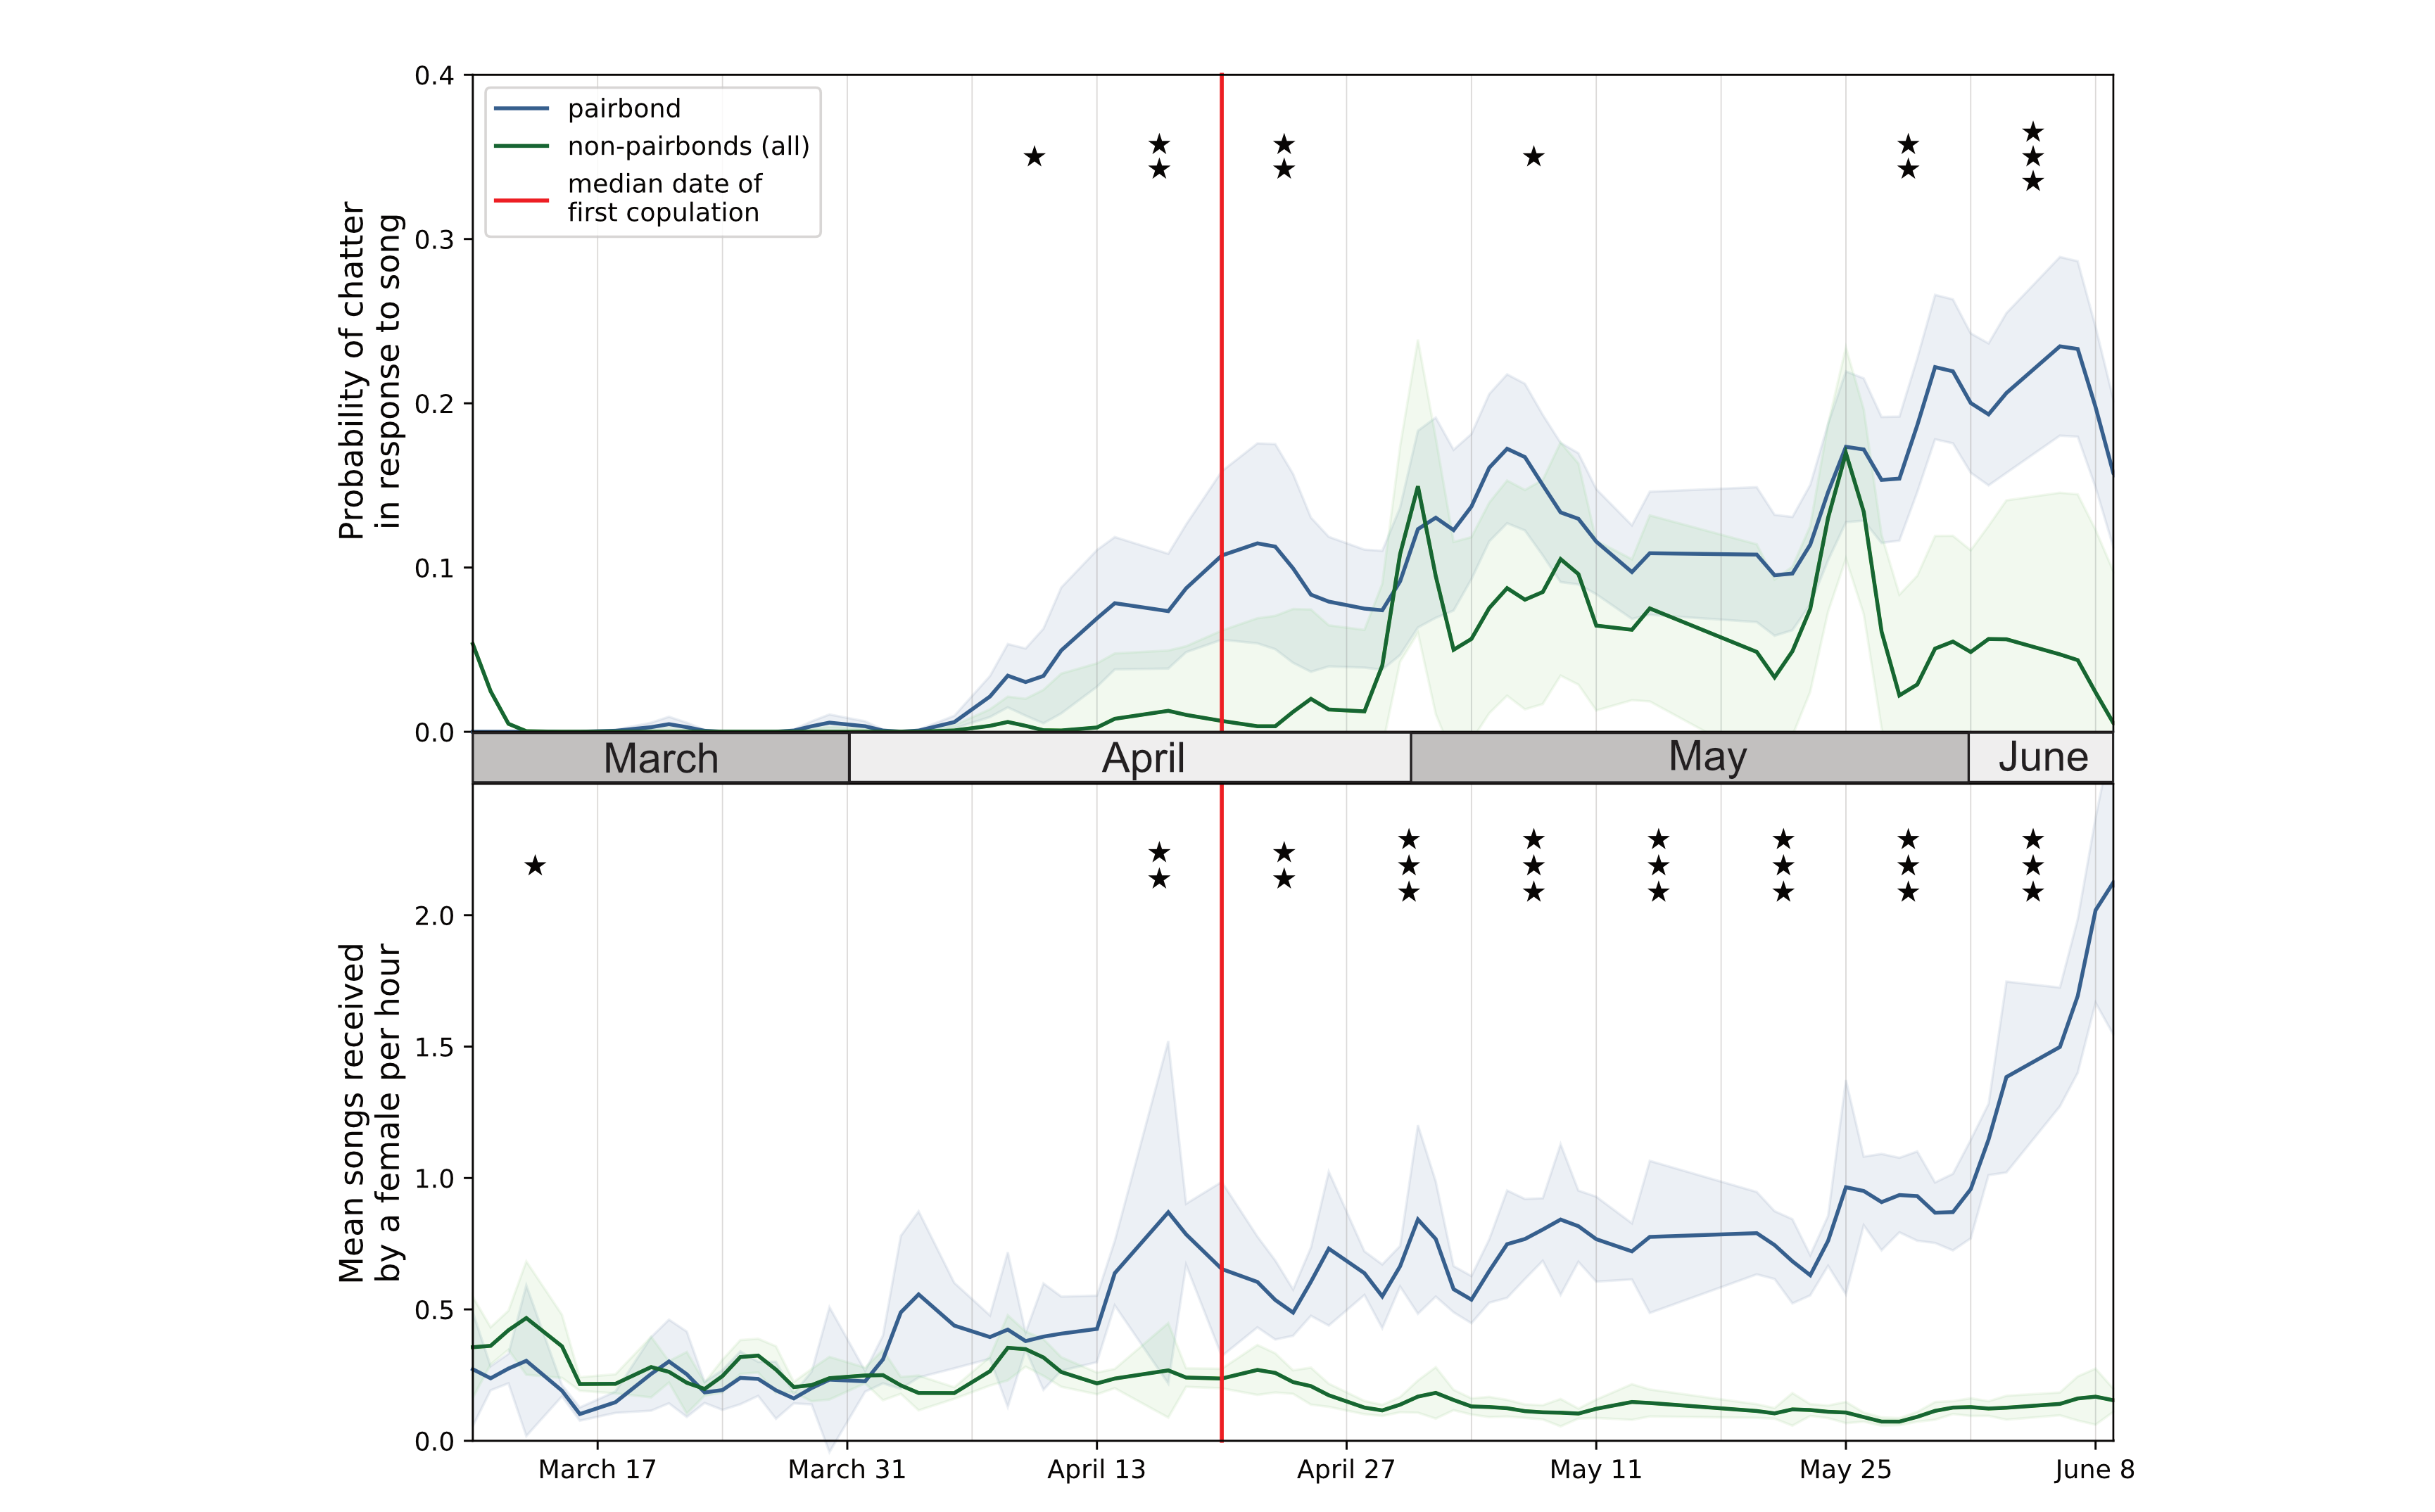 0.4
0.3
0.2
0.1
0.0
Probability of chatter
in response to song
pairbond
non-pairbonds (all)
median date of
first copulation
★ ★★ ★★ ★ ★★ ★★★
March April May June
2.0
1.5
1.0
0.5
0.0
Mean songs received
by a female per hour
★ ★★ ★★ ★★★ ★★★ ★★★ ★★★ ★★★ ★★★
March 17 March 31 April 13 April 27 May 11 May 25 June 8